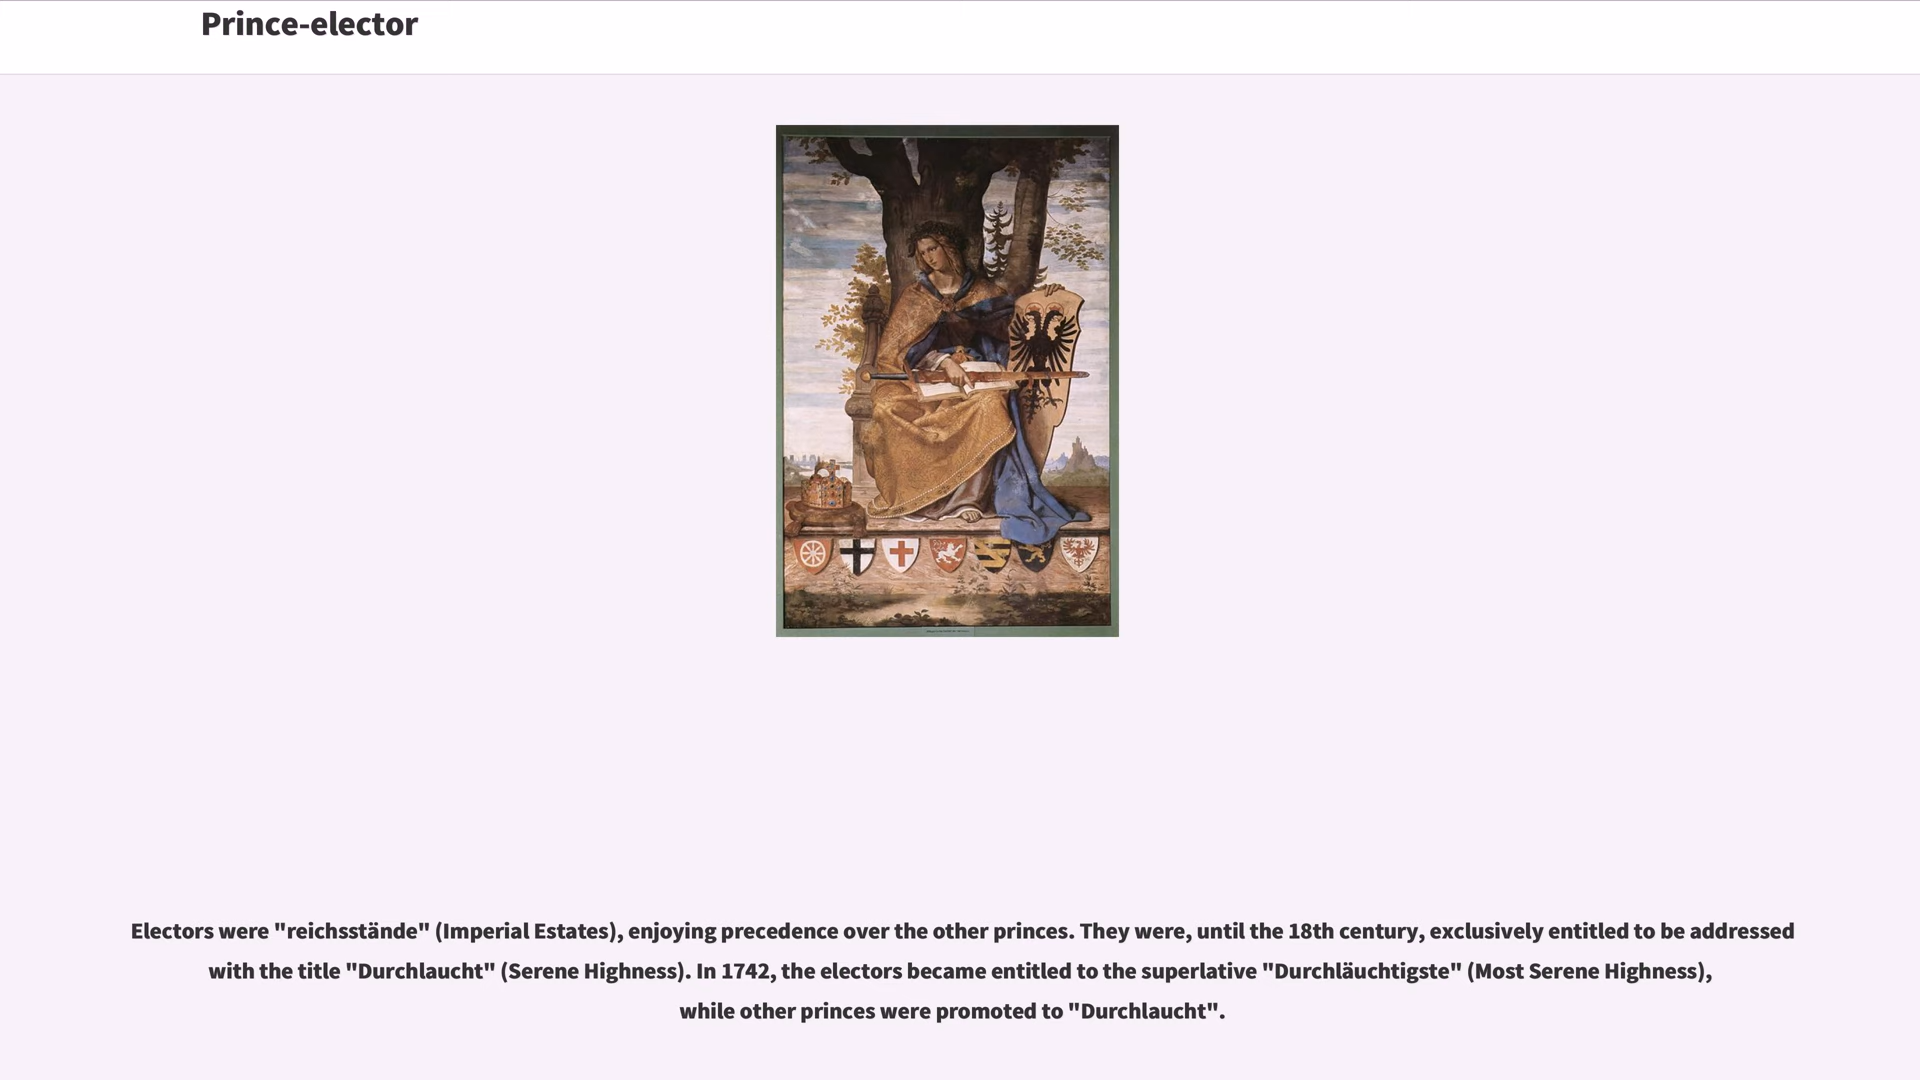 Prince-elector
Electors were "reichsstände" (Imperial Estates), enjoying precedence over the other princes. They were, until the 18th century, exclusively entitled to be addressed
with the title "Durchlaucht" (Serene Highness). In 1742, the electors became entitled to the superlative "Durchläuchtigste" (Most Serene Highness),
while other princes were promoted to "Durchlaucht".